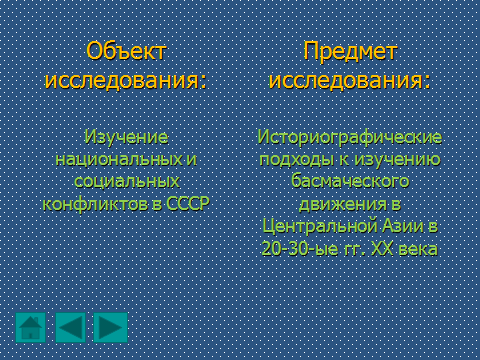 Объект
исследования:
Изучение
национальных и
социальных
конфликтов в СССР
Предмет
исследования:
Историографические
подходы к изучению
басмаческого
движения в
Центральной Азии в
20-30-ые гг. XX века